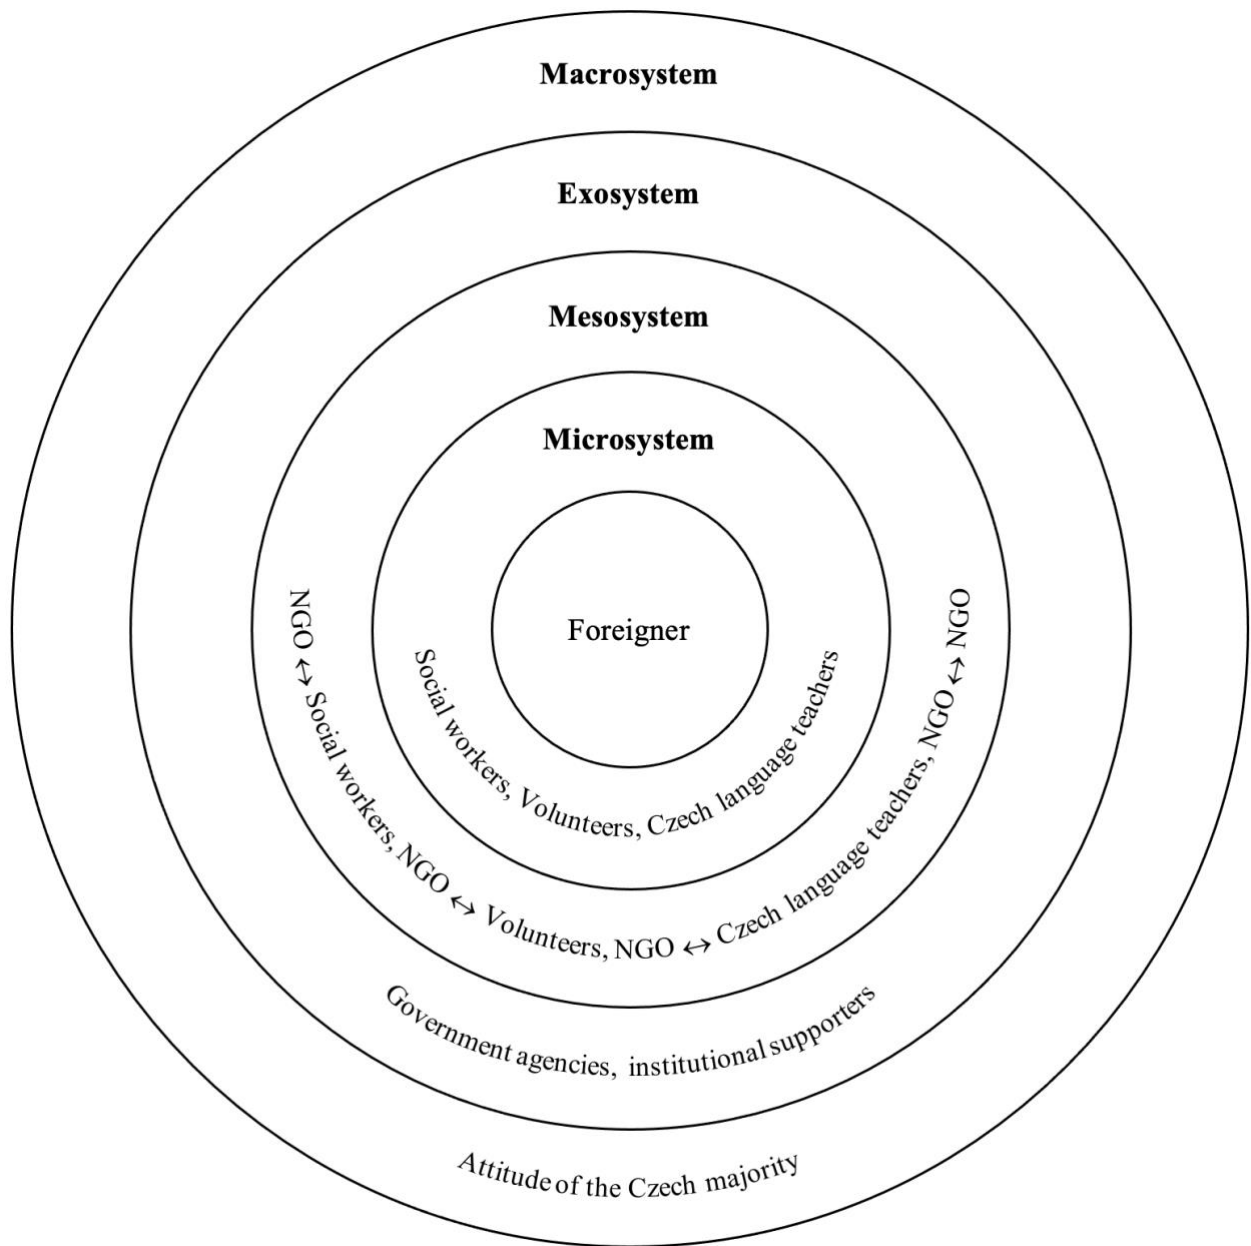 Macrosystem
Exosystem
Mesosystem
Microsystem
Foreigner
Social workers, Volunteers, Czech language teachers
NGO ↔ Social workers, NGO ↔ Volunteers, NGO ↔ Czech language teachers, NGO ↔ NGO
Government agencies, institutional supporters
Attitude of the Czech majority